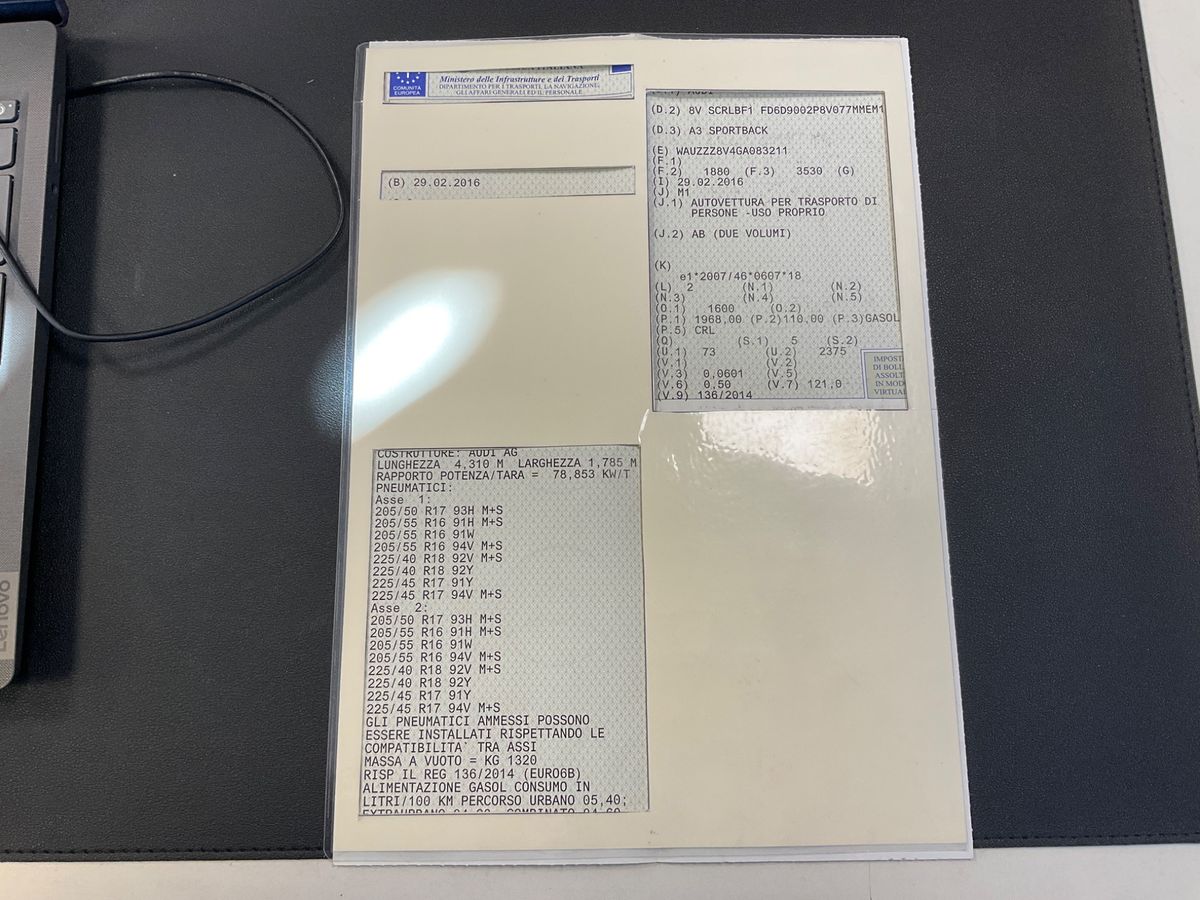 COMUNITÀ
EUROPEA
Ministero delle Infrastrutture e dei Trasporti
DIPARTIMENTO PER I TRASPORTI, LA NAVIGAZIONE,
GLI AFFARI GENERALI ED IL PERSONALE
(B) 29.02.2016
(D.2) 8V SCRLBF1 FD6D9002P8V077MMEM1
(D.3) A3 SPORTBACK
(E) WAUZZZ8V4GA083211
(F.1)
(F.2) 1880 (F.3) 3530 (G)
(I) 29.02.2016
(J) M1
(J.1) AUTOVETTURA PER TRASPORTO DI
PERSONE -USO PROPRIO
(J.2) AB (DUE VOLUMI)
(K)
e1*2007/46*0607*18
(L) 2 (N.1) (N.2)
(N.3) (N.4) (N.5)
(O.1) 1600 (O.2)
(P.1) 1968,00 (P.2)110,00 (P.3)GASOL
(P.5) CRL
(Q) (S.1) 5 (S.2)
(U.1) 73 (U.2) 2375
(V.1) (V.2)
(V.3) 0,0601 (V.5)
(V.6) 0,50 (V.7) 121,0
(V.9) 136/2014
IMPOST
DI BOLL
ASSOLT
IN MOD
VIRTUA
COSTRUTTORE: AUDI AG
LUNGHEZZA 4,310 M LARGHEZZA 1,785 M
RAPPORTO POTENZA/TARA = 78,853 KW/T
PNEUMATICI:
Asse 1:
205/50 R17 93H M+S
205/55 R16 91H M+S
205/55 R16 91W
205/55 R16 94V M+S
225/40 R18 92V M+S
225/40 R18 92Y
225/45 R17 91Y
225/45 R17 94V M+S
Asse 2:
205/50 R17 93H M+S
205/55 R16 91H M+S
205/55 R16 91W
205/55 R16 94V M+S
225/40 R18 92V M+S
225/40 R18 92Y
225/45 R17 91Y
225/45 R17 94V M+S
GLI PNEUMATICI AMMESSI POSSONO
ESSERE INSTALLATI RISPETTANDO LE
COMPATIBILITA` TRA ASSI
MASSA A VUOTO = KG 1320
RISP IL REG 136/2014 (EURO6B)
ALIMENTAZIONE GASOL CONSUMO IN
LITRI/100 KM PERCORSO URBANO 05,40;
Lenovo